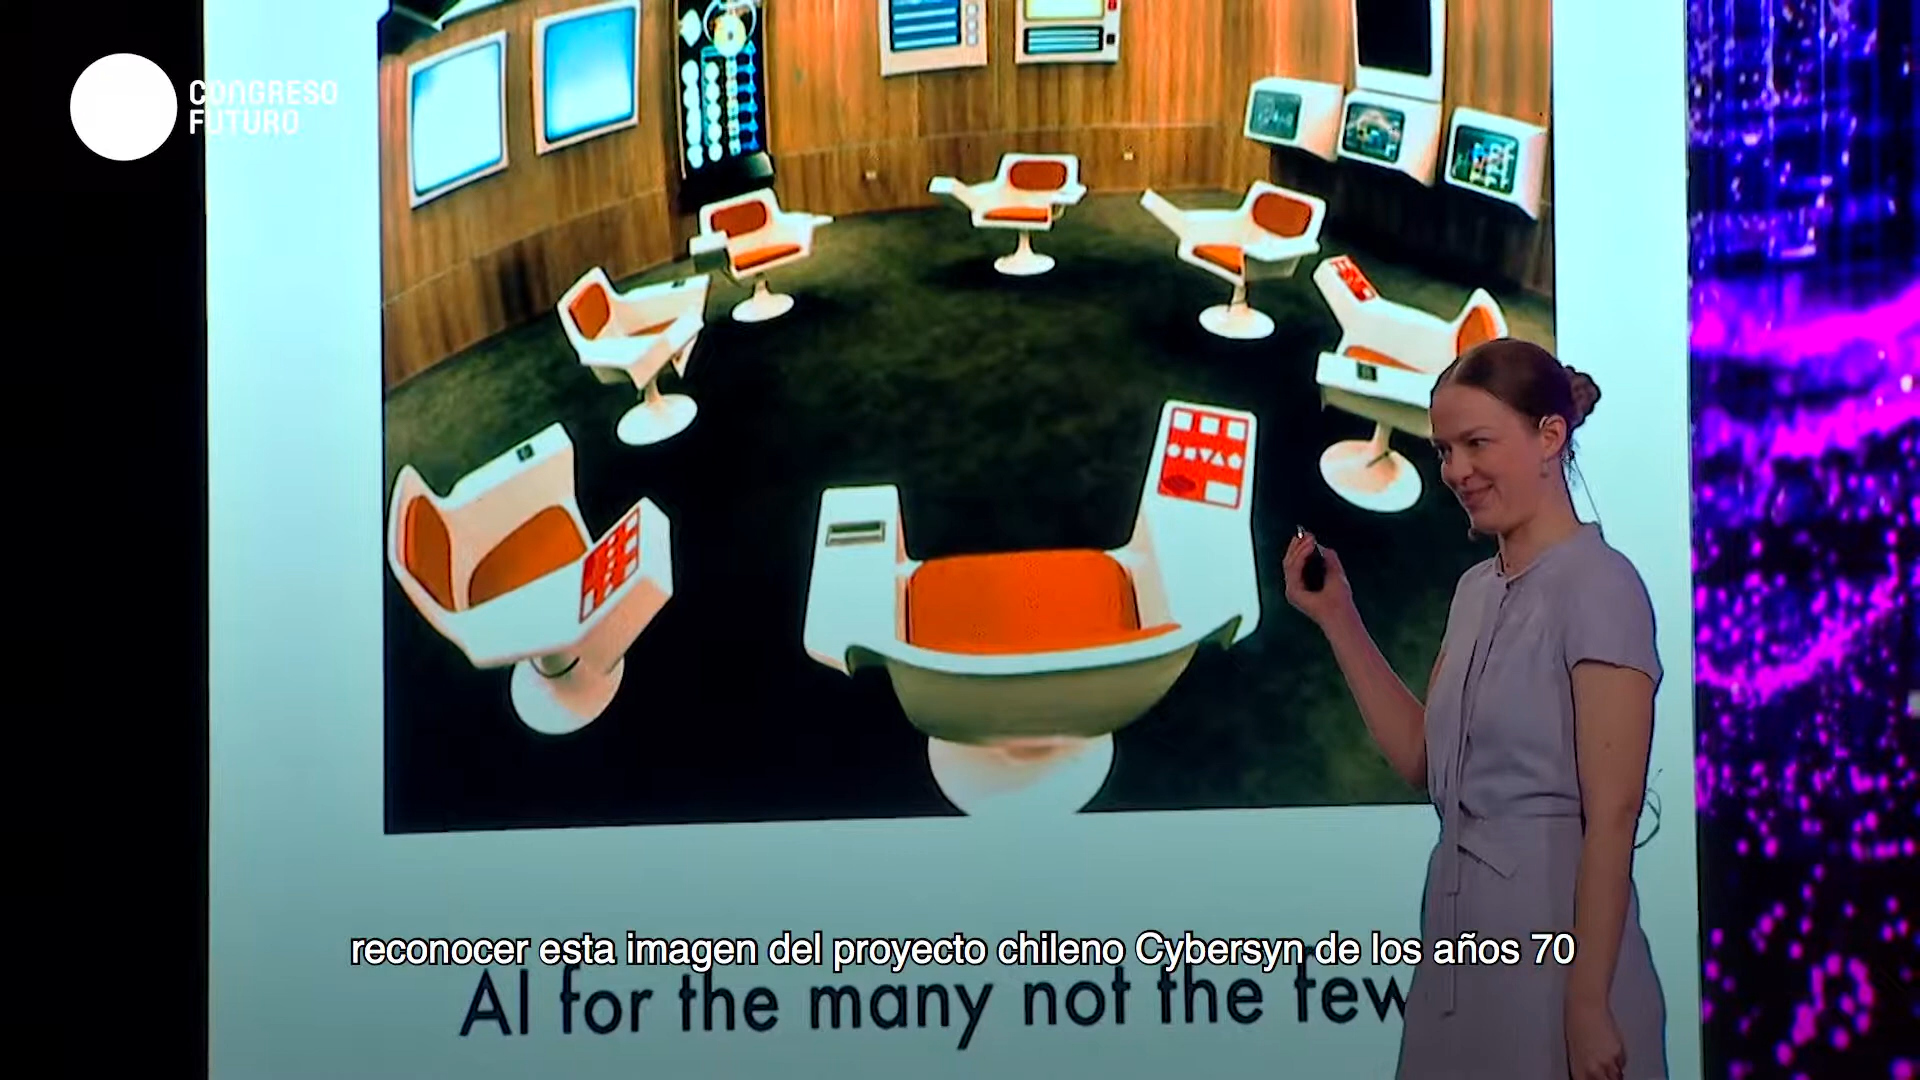 CONGRESO
FUTURO
reconocer esta imagen del proyecto chileno Cybersyn de los años 70
AI for the many not the few